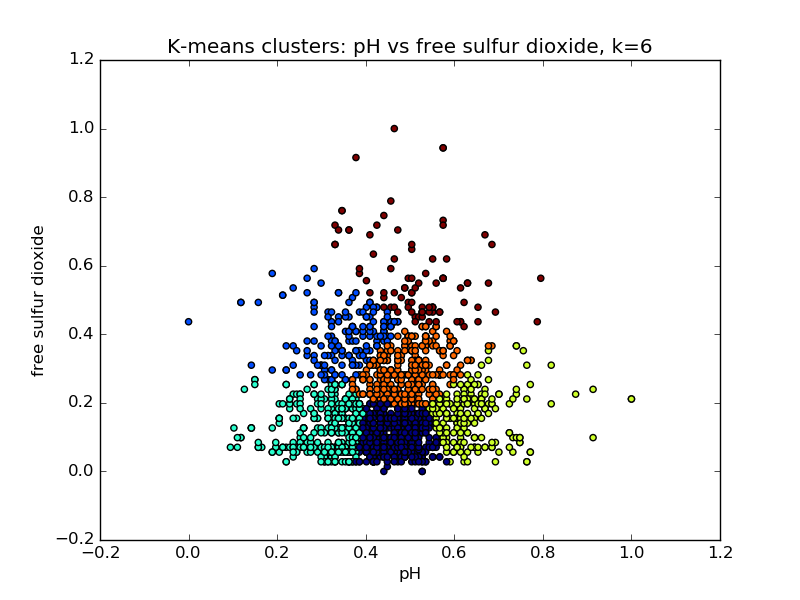 K-means clusters: pH vs free sulfur dioxide, k=6
1.2
1.0
0.8
0.6
0.4
0.2
0.0
−0.2
free sulfur dioxide
−0.2 0.0 0.2 0.4 0.6 0.8 1.0 1.2
pH